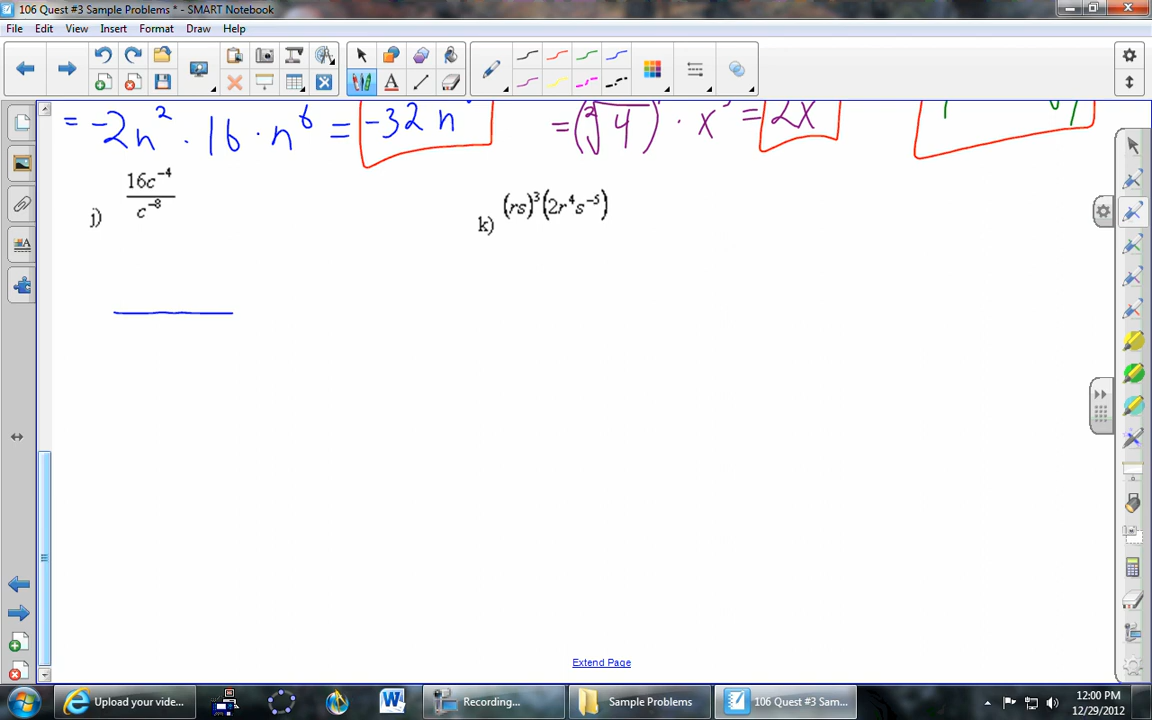 106 Quest #3 Sample Problems * - SMART Notebook
File Edit View Insert Format Draw Help
= -2n² · 16 · n⁶ = -32 n
= (²√4) · x³ = 2x
j) 16c⁻⁴ / c⁻⁸
k) (rs)³(2r⁴s⁻⁵)
Extend Page
Upload your vide...
Recording...
Sample Problems
106 Quest #3 Sam...
12:00 PM
12/29/2012